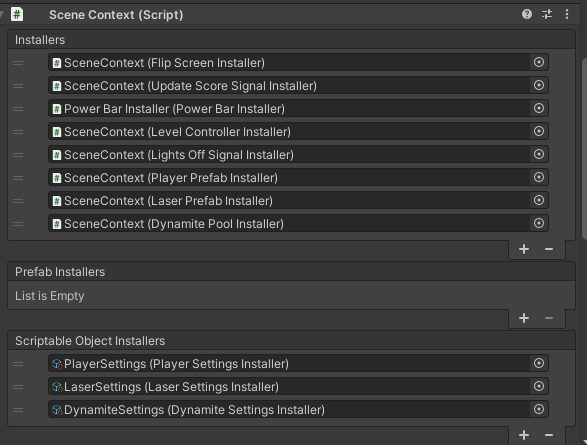 Scene Context (Script)
Installers
SceneContext (Flip Screen Installer)
SceneContext (Update Score Signal Installer)
Power Bar Installer (Power Bar Installer)
SceneContext (Level Controller Installer)
SceneContext (Lights Off Signal Installer)
SceneContext (Player Prefab Installer)
SceneContext (Laser Prefab Installer)
SceneContext (Dynamite Pool Installer)
Prefab Installers
List is Empty
Scriptable Object Installers
PlayerSettings (Player Settings Installer)
LaserSettings (Laser Settings Installer)
DynamiteSettings (Dynamite Settings Installer)